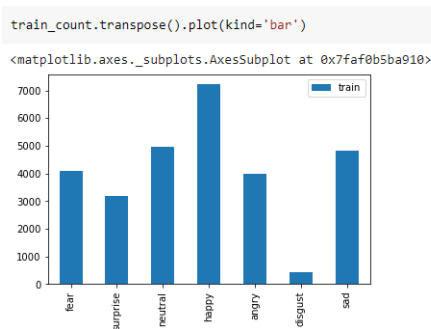 train_count.transpose().plot(kind='bar')
<matplotlib.axes._subplots.AxesSubplot at 0x7faf0b5ba910>
train
7000
6000
5000
4000
3000
2000
1000
0
fear
surprise
neutral
happy
angry
disgust
sad